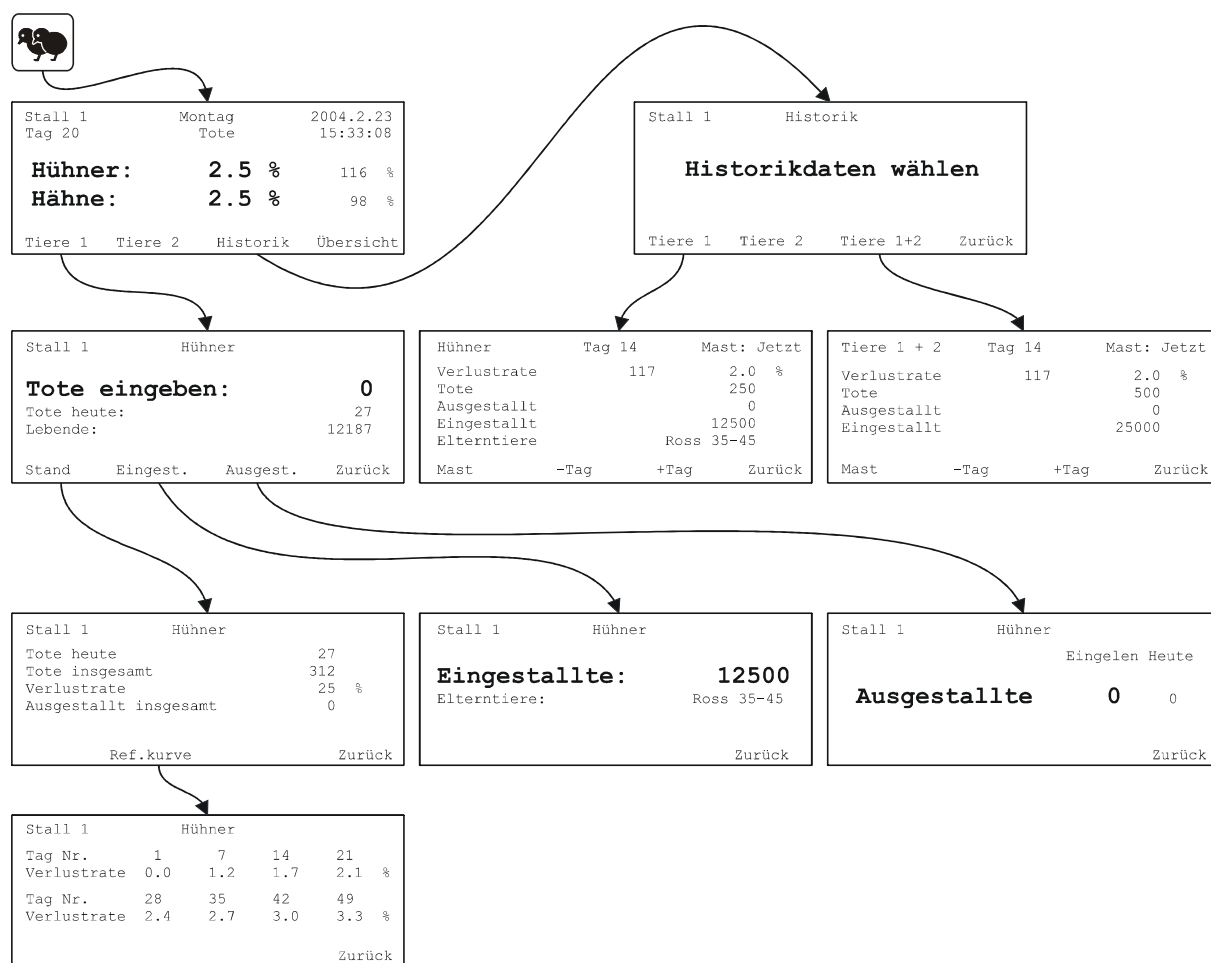 Stall 1 Montag 2004.2.23
Tag 20 Tote 15:33:08
Hühner: 2.5 % 116 %
Hähne: 2.5 % 98 %
Tiere 1 Tiere 2 Historik Übersicht
Stall 1 Historik
Historikdaten wählen
Tiere 1 Tiere 2 Tiere 1+2 Zurück
Stall 1 Hühner
Tote eingeben: 0
Tote heute: 27
Lebende: 12187
Stand Eingest. Ausgest. Zurück
Hühner Tag 14 Mast: Jetzt
Verlustrate 117 2.0 %
Tote 250
Ausgestallt 0
Eingestallt 12500
Elterntiere Ross 35-45
Mast -Tag +Tag Zurück
Tiere 1 + 2 Tag 14 Mast: Jetzt
Verlustrate 117 2.0 %
Tote 500
Ausgestallt 0
Eingestallt 25000
Mast -Tag +Tag Zurück
Stall 1 Hühner
Tote heute 27
Tote insgesamt 312
Verlustrate 25 %
Ausgestallt insgesamt 0
Ref.kurve Zurück
Stall 1 Hühner
Eingestallte: 12500
Elterntiere: Ross 35-45
Zurück
Stall 1 Hühner
Eingelen Heute
Ausgestallte 0 0
Zurück
Stall 1 Hühner
Tag Nr. 1 7 14 21
Verlustrate 0.0 1.2 1.7 2.1 %
Tag Nr. 28 35 42 49
Verlustrate 2.4 2.7 3.0 3.3 %
Zurück